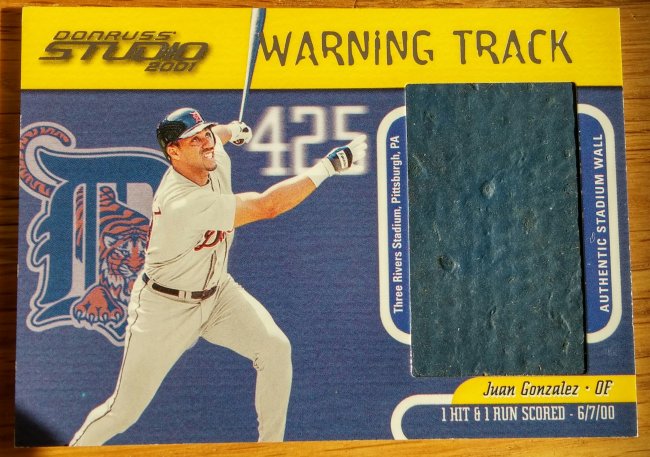 DONRUSS
STUDIO
2001
WARNING TRACK
425
Three Rivers Stadium, Pittsburgh, PA
AUTHENTIC STADIUM WALL
Juan Gonzalez · OF
1 HIT & 1 RUN SCORED - 6/7/00